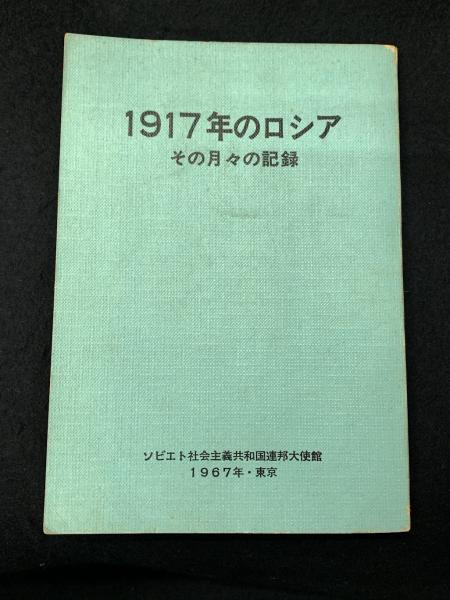 1917年のロシア
その月々の記録
ソビエト社会主義共和国連邦大使館
1967年・東京